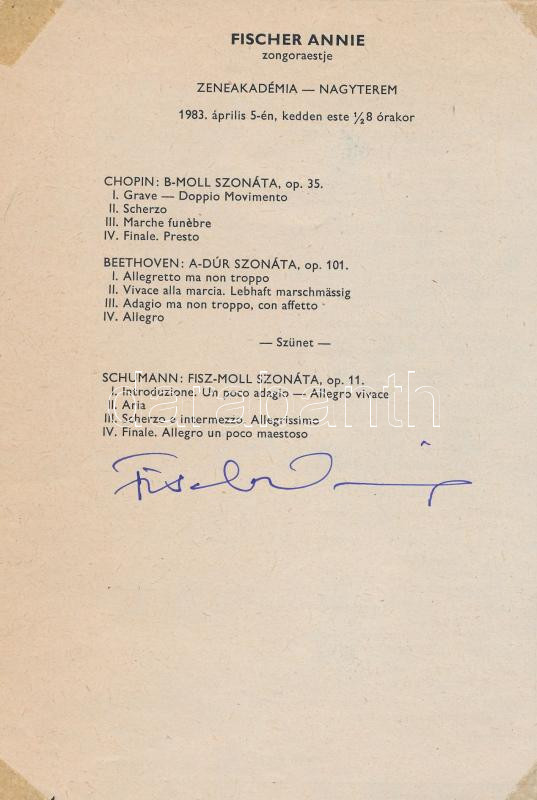 FISCHER ANNIE
zongoraestje
ZENEAKADÉMIA — NAGYTEREM
1983. április 5-én, kedden este ½8 órakor
CHOPIN: B-MOLL SZONÁTA, op. 35.
I. Grave — Doppio Movimento
II. Scherzo
III. Marche funèbre
IV. Finale. Presto
BEETHOVEN: A-DÚR SZONÁTA, op. 101.
I. Allegretto ma non troppo
II. Vivace alla marcia. Lebhaft marschmässig
III. Adagio ma non troppo, con affetto
IV. Allegro
— Szünet —
SCHUMANN: FISZ-MOLL SZONÁTA, op. 11.
I. Introduzione. Un poco adagio — Allegro vivace
II. Aria
III. Scherzo e intermezzo. Allegrissimo
IV. Finale. Allegro un poco maestoso
darabanth
Fischer Annie